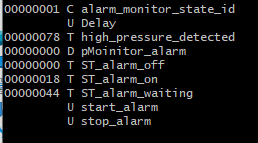 00000001 C alarm_monitor_state_id
         U Delay
00000078 T high_pressure_detected
00000000 D pMoinitor_alarm
00000000 T ST_alarm_off
00000018 T ST_alarm_on
00000044 T ST_alarm_waiting
         U start_alarm
         U stop_alarm